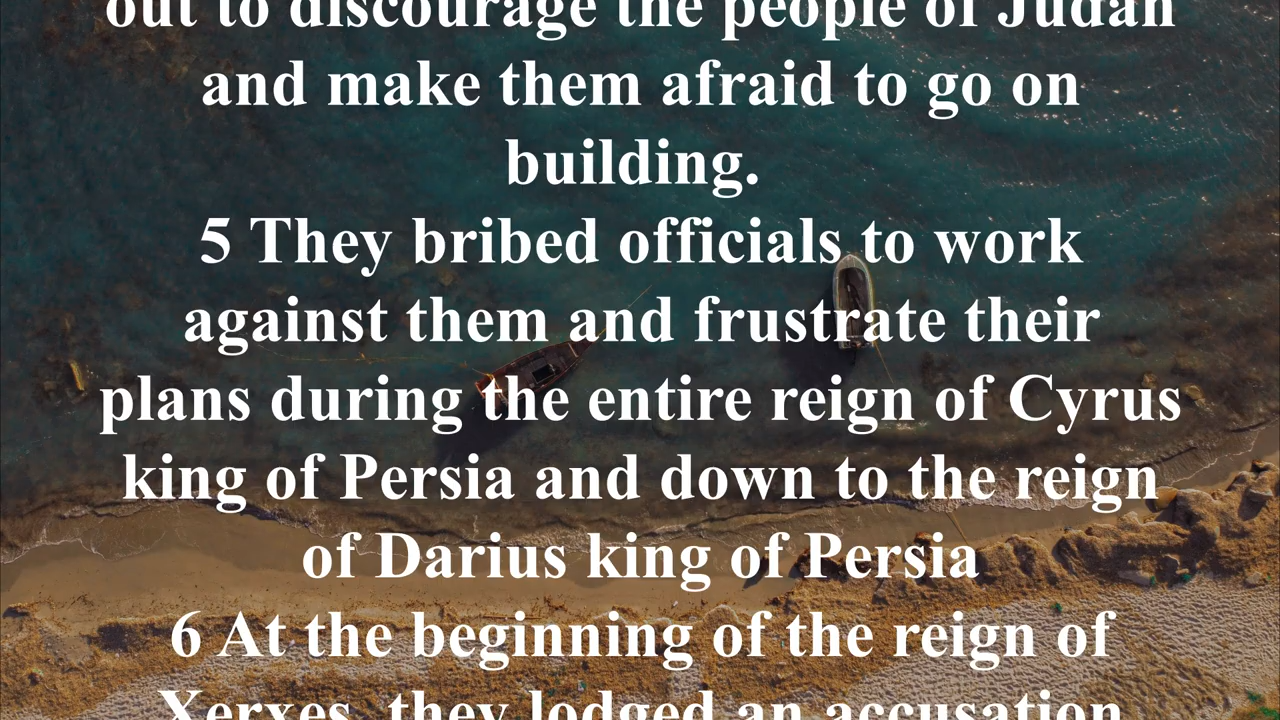 out to discourage the people of Judah
and make them afraid to go on
building.
5 They bribed officials to work
against them and frustrate their
plans during the entire reign of Cyrus
king of Persia and down to the reign
of Darius king of Persia
6 At the beginning of the reign of
Xerxes, they lodged an accusation